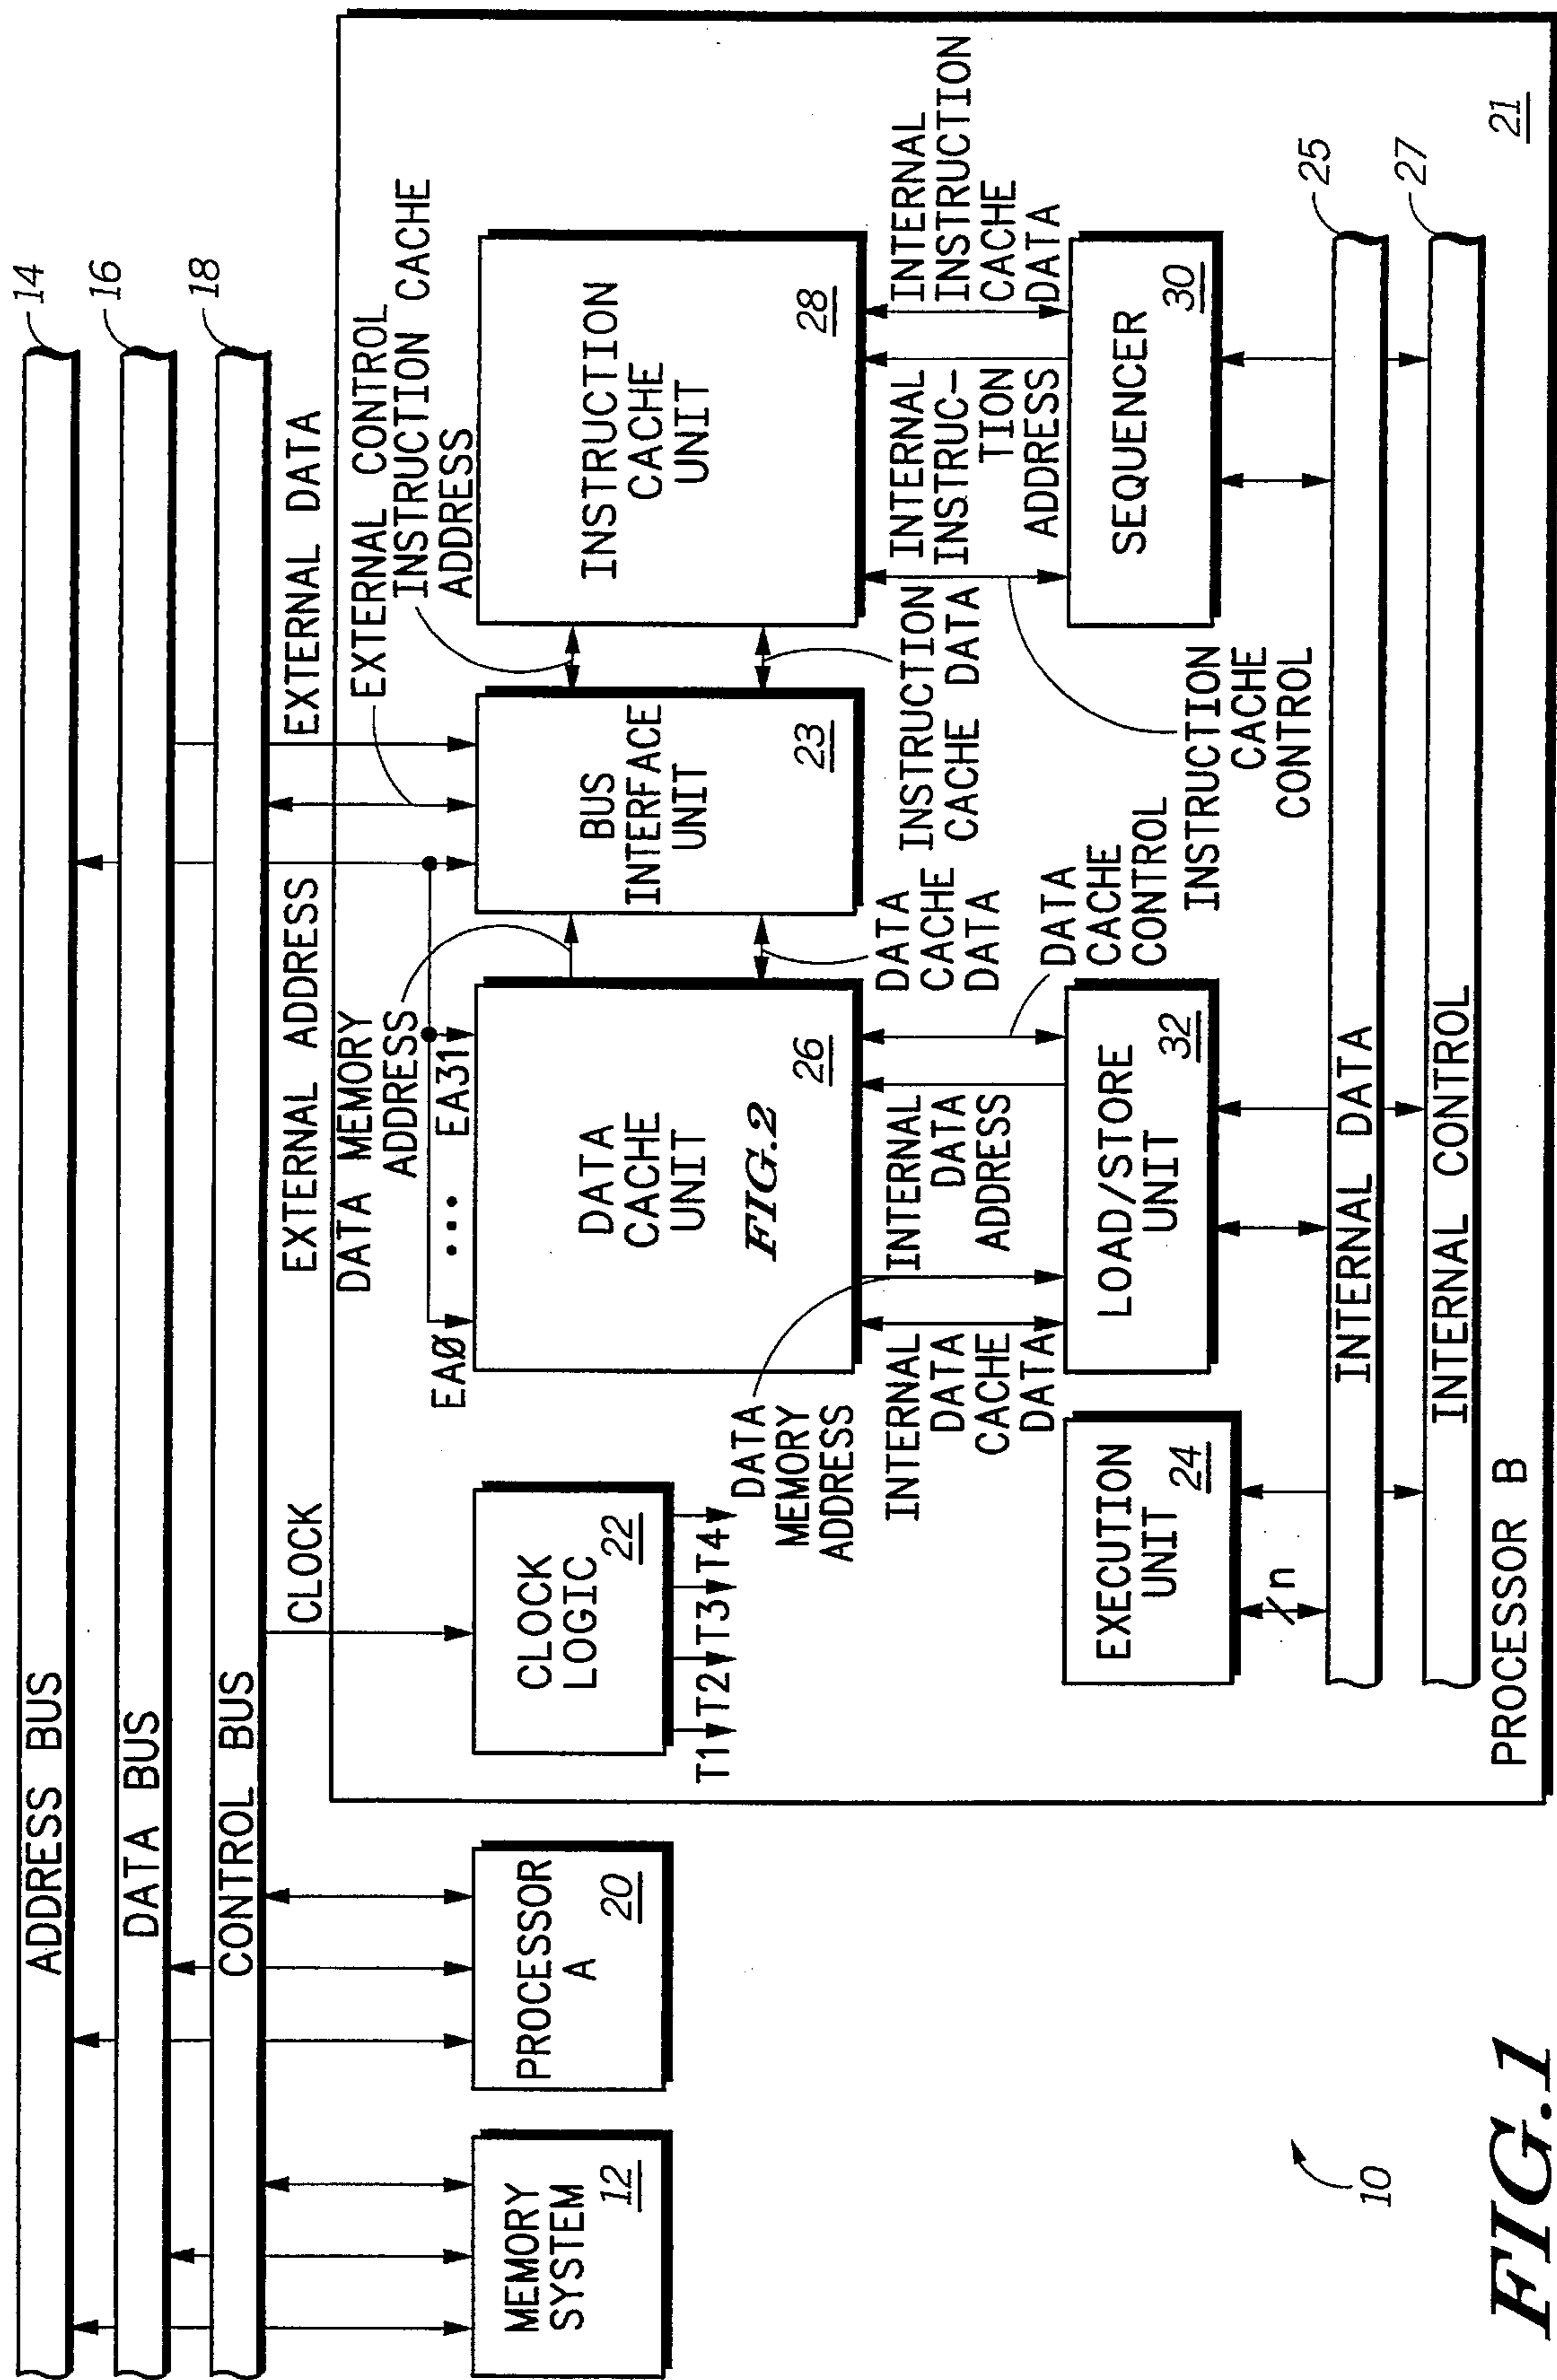 ADDRESS BUS
14
DATA BUS
16
CONTROL BUS
18
CLOCK
EXTERNAL ADDRESS
EXTERNAL DATA
DATA MEMORY
ADDRESS
EXTERNAL CONTROL
INSTRUCTION CACHE
ADDRESS
EAØ
•••
EA31
MEMORY
SYSTEM
12
PROCESSOR
A
20
CLOCK
LOGIC
22
T1
T2
T3
T4
DATA
CACHE
UNIT
FIG.2
26
BUS
INTERFACE
UNIT
23
INSTRUCTION
CACHE
UNIT
28
DATA
MEMORY
ADDRESS
INTERNAL
DATA
CACHE
DATA
INTERNAL
DATA
ADDRESS
DATA
CACHE
DATA
INSTRUCTION
CACHE DATA
INTERNAL
INSTRUC-
TION
ADDRESS
INTERNAL
INSTRUCTION
CACHE
DATA
DATA
CACHE
CONTROL
INSTRUCTION
CACHE
CONTROL
EXECUTION
UNIT
24
LOAD/STORE
UNIT
32
SEQUENCER
30
n
INTERNAL DATA
25
INTERNAL CONTROL
27
PROCESSOR B
21
10
FIG.1